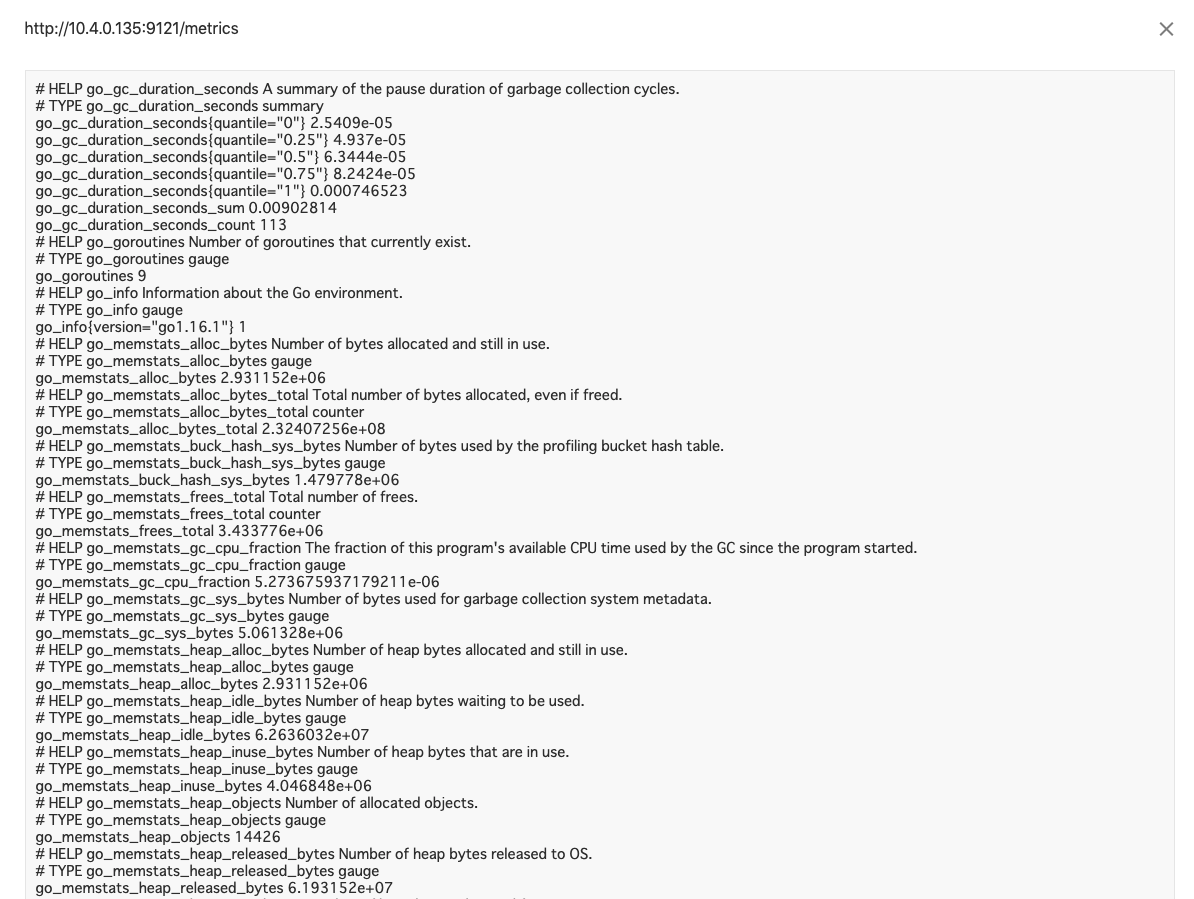 http://10.4.0.135:9121/metrics
# HELP go_gc_duration_seconds A summary of the pause duration of garbage collection cycles.
# TYPE go_gc_duration_seconds summary
go_gc_duration_seconds{quantile="0"} 2.5409e-05
go_gc_duration_seconds{quantile="0.25"} 4.937e-05
go_gc_duration_seconds{quantile="0.5"} 6.3444e-05
go_gc_duration_seconds{quantile="0.75"} 8.2424e-05
go_gc_duration_seconds{quantile="1"} 0.000746523
go_gc_duration_seconds_sum 0.00902814
go_gc_duration_seconds_count 113
# HELP go_goroutines Number of goroutines that currently exist.
# TYPE go_goroutines gauge
go_goroutines 9
# HELP go_info Information about the Go environment.
# TYPE go_info gauge
go_info{version="go1.16.1"} 1
# HELP go_memstats_alloc_bytes Number of bytes allocated and still in use.
# TYPE go_memstats_alloc_bytes gauge
go_memstats_alloc_bytes 2.931152e+06
# HELP go_memstats_alloc_bytes_total Total number of bytes allocated, even if freed.
# TYPE go_memstats_alloc_bytes_total counter
go_memstats_alloc_bytes_total 2.32407256e+08
# HELP go_memstats_buck_hash_sys_bytes Number of bytes used by the profiling bucket hash table.
# TYPE go_memstats_buck_hash_sys_bytes gauge
go_memstats_buck_hash_sys_bytes 1.479778e+06
# HELP go_memstats_frees_total Total number of frees.
# TYPE go_memstats_frees_total counter
go_memstats_frees_total 3.433776e+06
# HELP go_memstats_gc_cpu_fraction The fraction of this program's available CPU time used by the GC since the program started.
# TYPE go_memstats_gc_cpu_fraction gauge
go_memstats_gc_cpu_fraction 5.273675937179211e-06
# HELP go_memstats_gc_sys_bytes Number of bytes used for garbage collection system metadata.
# TYPE go_memstats_gc_sys_bytes gauge
go_memstats_gc_sys_bytes 5.061328e+06
# HELP go_memstats_heap_alloc_bytes Number of heap bytes allocated and still in use.
# TYPE go_memstats_heap_alloc_bytes gauge
go_memstats_heap_alloc_bytes 2.931152e+06
# HELP go_memstats_heap_idle_bytes Number of heap bytes waiting to be used.
# TYPE go_memstats_heap_idle_bytes gauge
go_memstats_heap_idle_bytes 6.2636032e+07
# HELP go_memstats_heap_inuse_bytes Number of heap bytes that are in use.
# TYPE go_memstats_heap_inuse_bytes gauge
go_memstats_heap_inuse_bytes 4.046848e+06
# HELP go_memstats_heap_objects Number of allocated objects.
# TYPE go_memstats_heap_objects gauge
go_memstats_heap_objects 14426
# HELP go_memstats_heap_released_bytes Number of heap bytes released to OS.
# TYPE go_memstats_heap_released_bytes gauge
go_memstats_heap_released_bytes 6.193152e+07